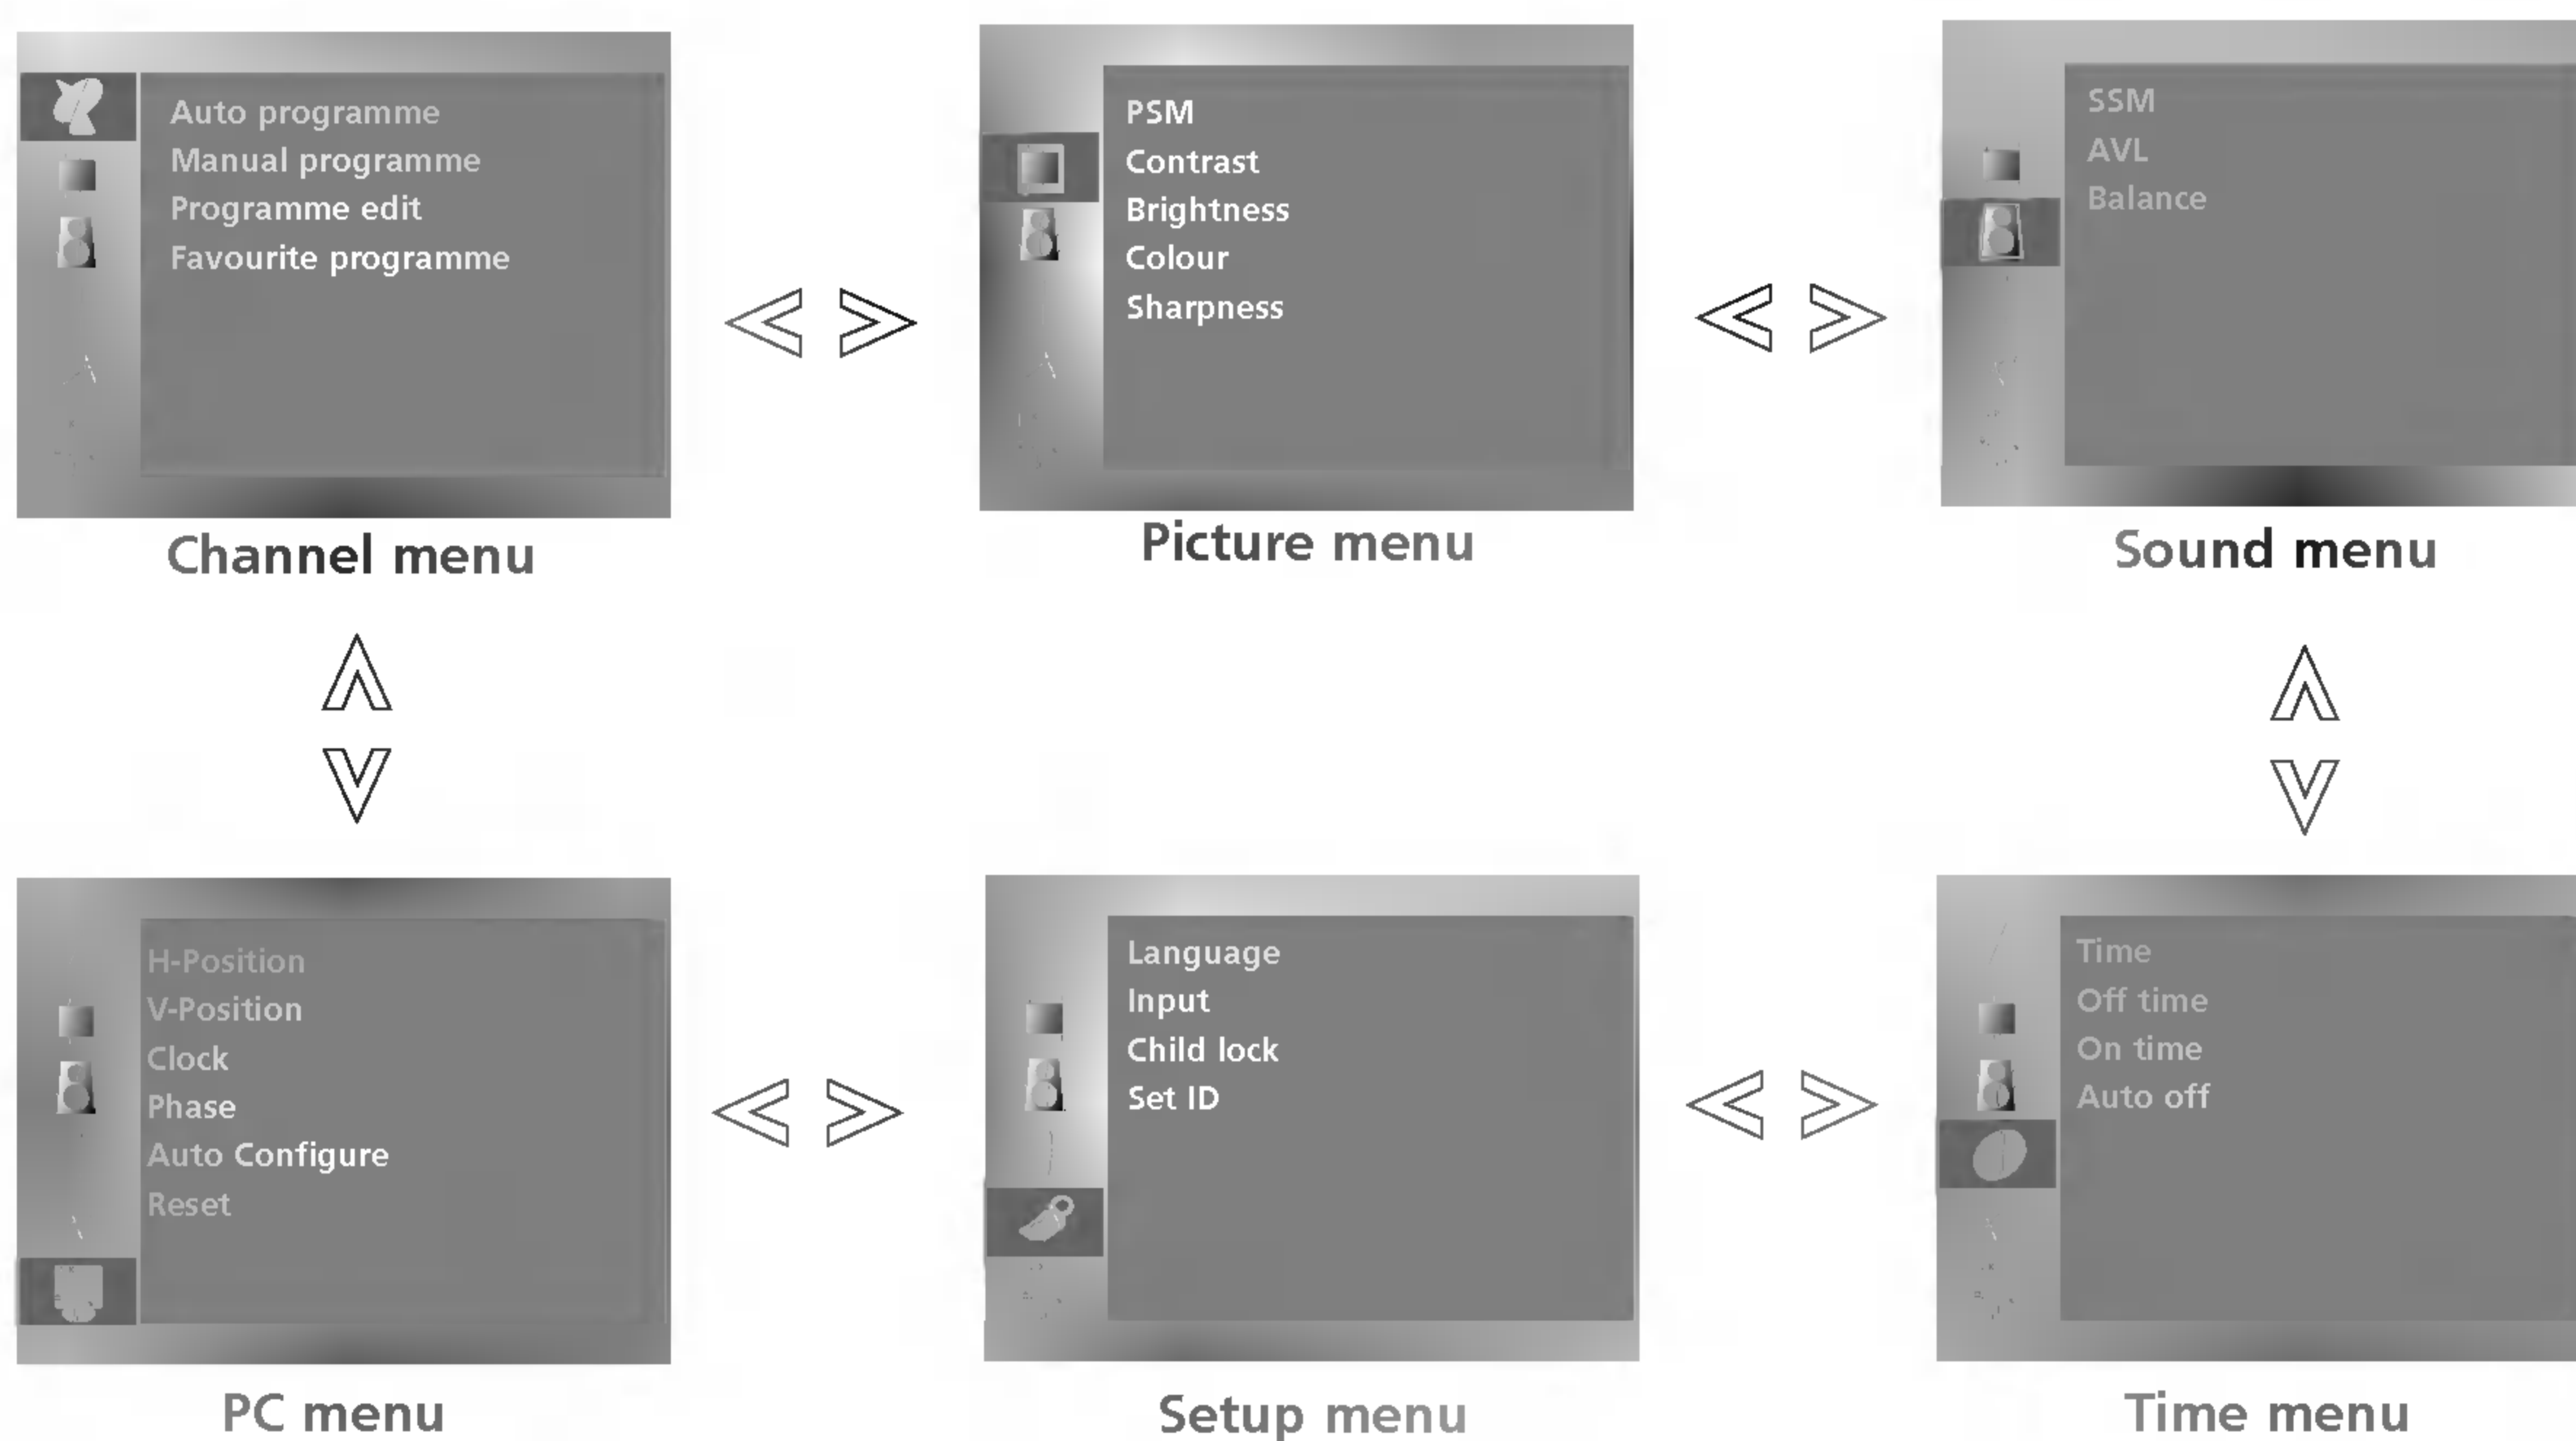 Auto programme
Manual programme
Programme edit
Favourite programme
Channel menu
PSM
Contrast
Brightness
Colour
Sharpness
Picture menu
SSM
AVL
Balance
Sound menu
H-Position
V-Position
Clock
Phase
Auto Configure
Reset
PC menu
Language
Input
Child lock
Set ID
Setup menu
Time
Off time
On time
Auto off
Time menu